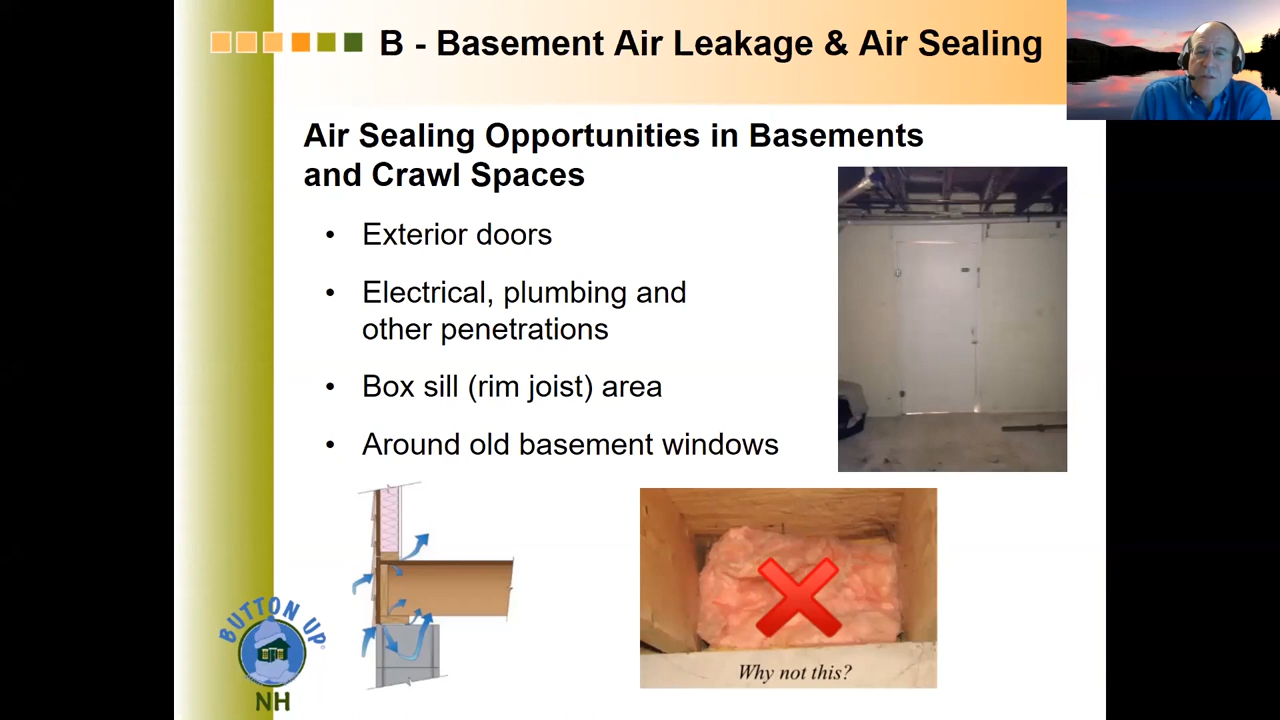 B - Basement Air Leakage & Air Sealing
Air Sealing Opportunities in Basements
and Crawl Spaces
• Exterior doors
• Electrical, plumbing and
other penetrations
• Box sill (rim joist) area
• Around old basement windows
BUTTON UP
NH
Why not this?